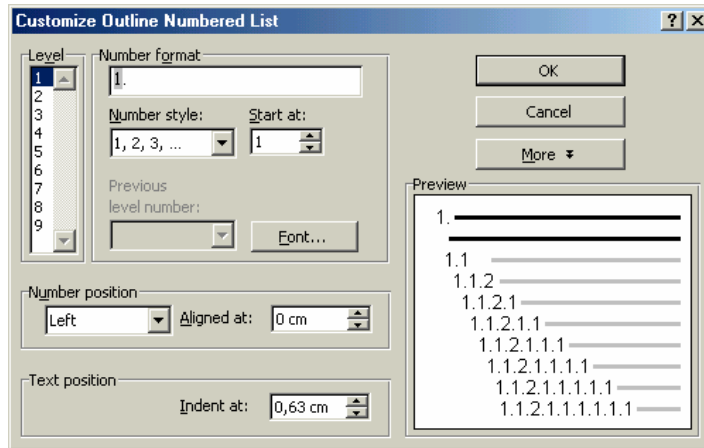 Customize Outline Numbered List
Level
1
2
3
4
5
6
7
8
9
Number format
1.
Number style:
1, 2, 3, ...
Start at:
1
Previous
level number:
Font...
Number position
Left
Aligned at:
0 cm
Text position
Indent at:
0,63 cm
OK
Cancel
More
Preview
1.
1.1
1.1.2
1.1.2.1
1.1.2.1.1
1.1.2.1.1.1
1.1.2.1.1.1.1
1.1.2.1.1.1.1.1
1.1.2.1.1.1.1.1.1